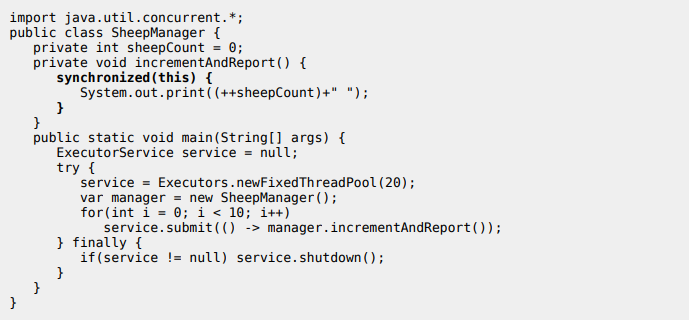 import java.util.concurrent.*;
public class SheepManager {
   private int sheepCount = 0;
   private void incrementAndReport() {
      synchronized(this) {
         System.out.print((++sheepCount)+" ");
      }
   }
   public static void main(String[] args) {
      ExecutorService service = null;
      try {
         service = Executors.newFixedThreadPool(20);
         var manager = new SheepManager();
         for(int i = 0; i < 10; i++)
            service.submit(() -> manager.incrementAndReport());
      } finally {
         if(service != null) service.shutdown();
      }
   }
}